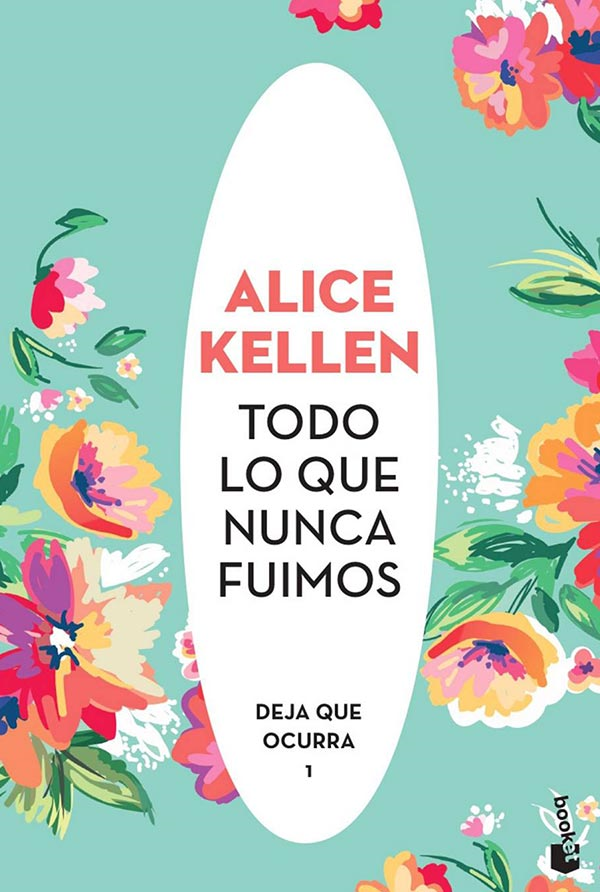 ALICE
KELLEN
TODO
LO QUE
NUNCA
FUIMOS
DEJA QUE
OCURRA
1
booket